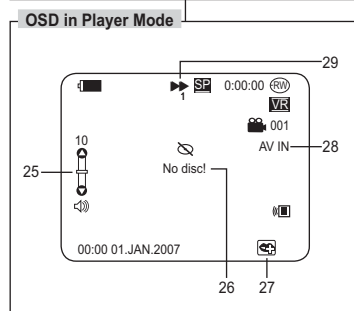 OSD in Player Mode
29
SP 0:00:00 RW
1
VR
001
28
10
AV IN
25
No disc!
00:00 01.JAN.2007
26
27